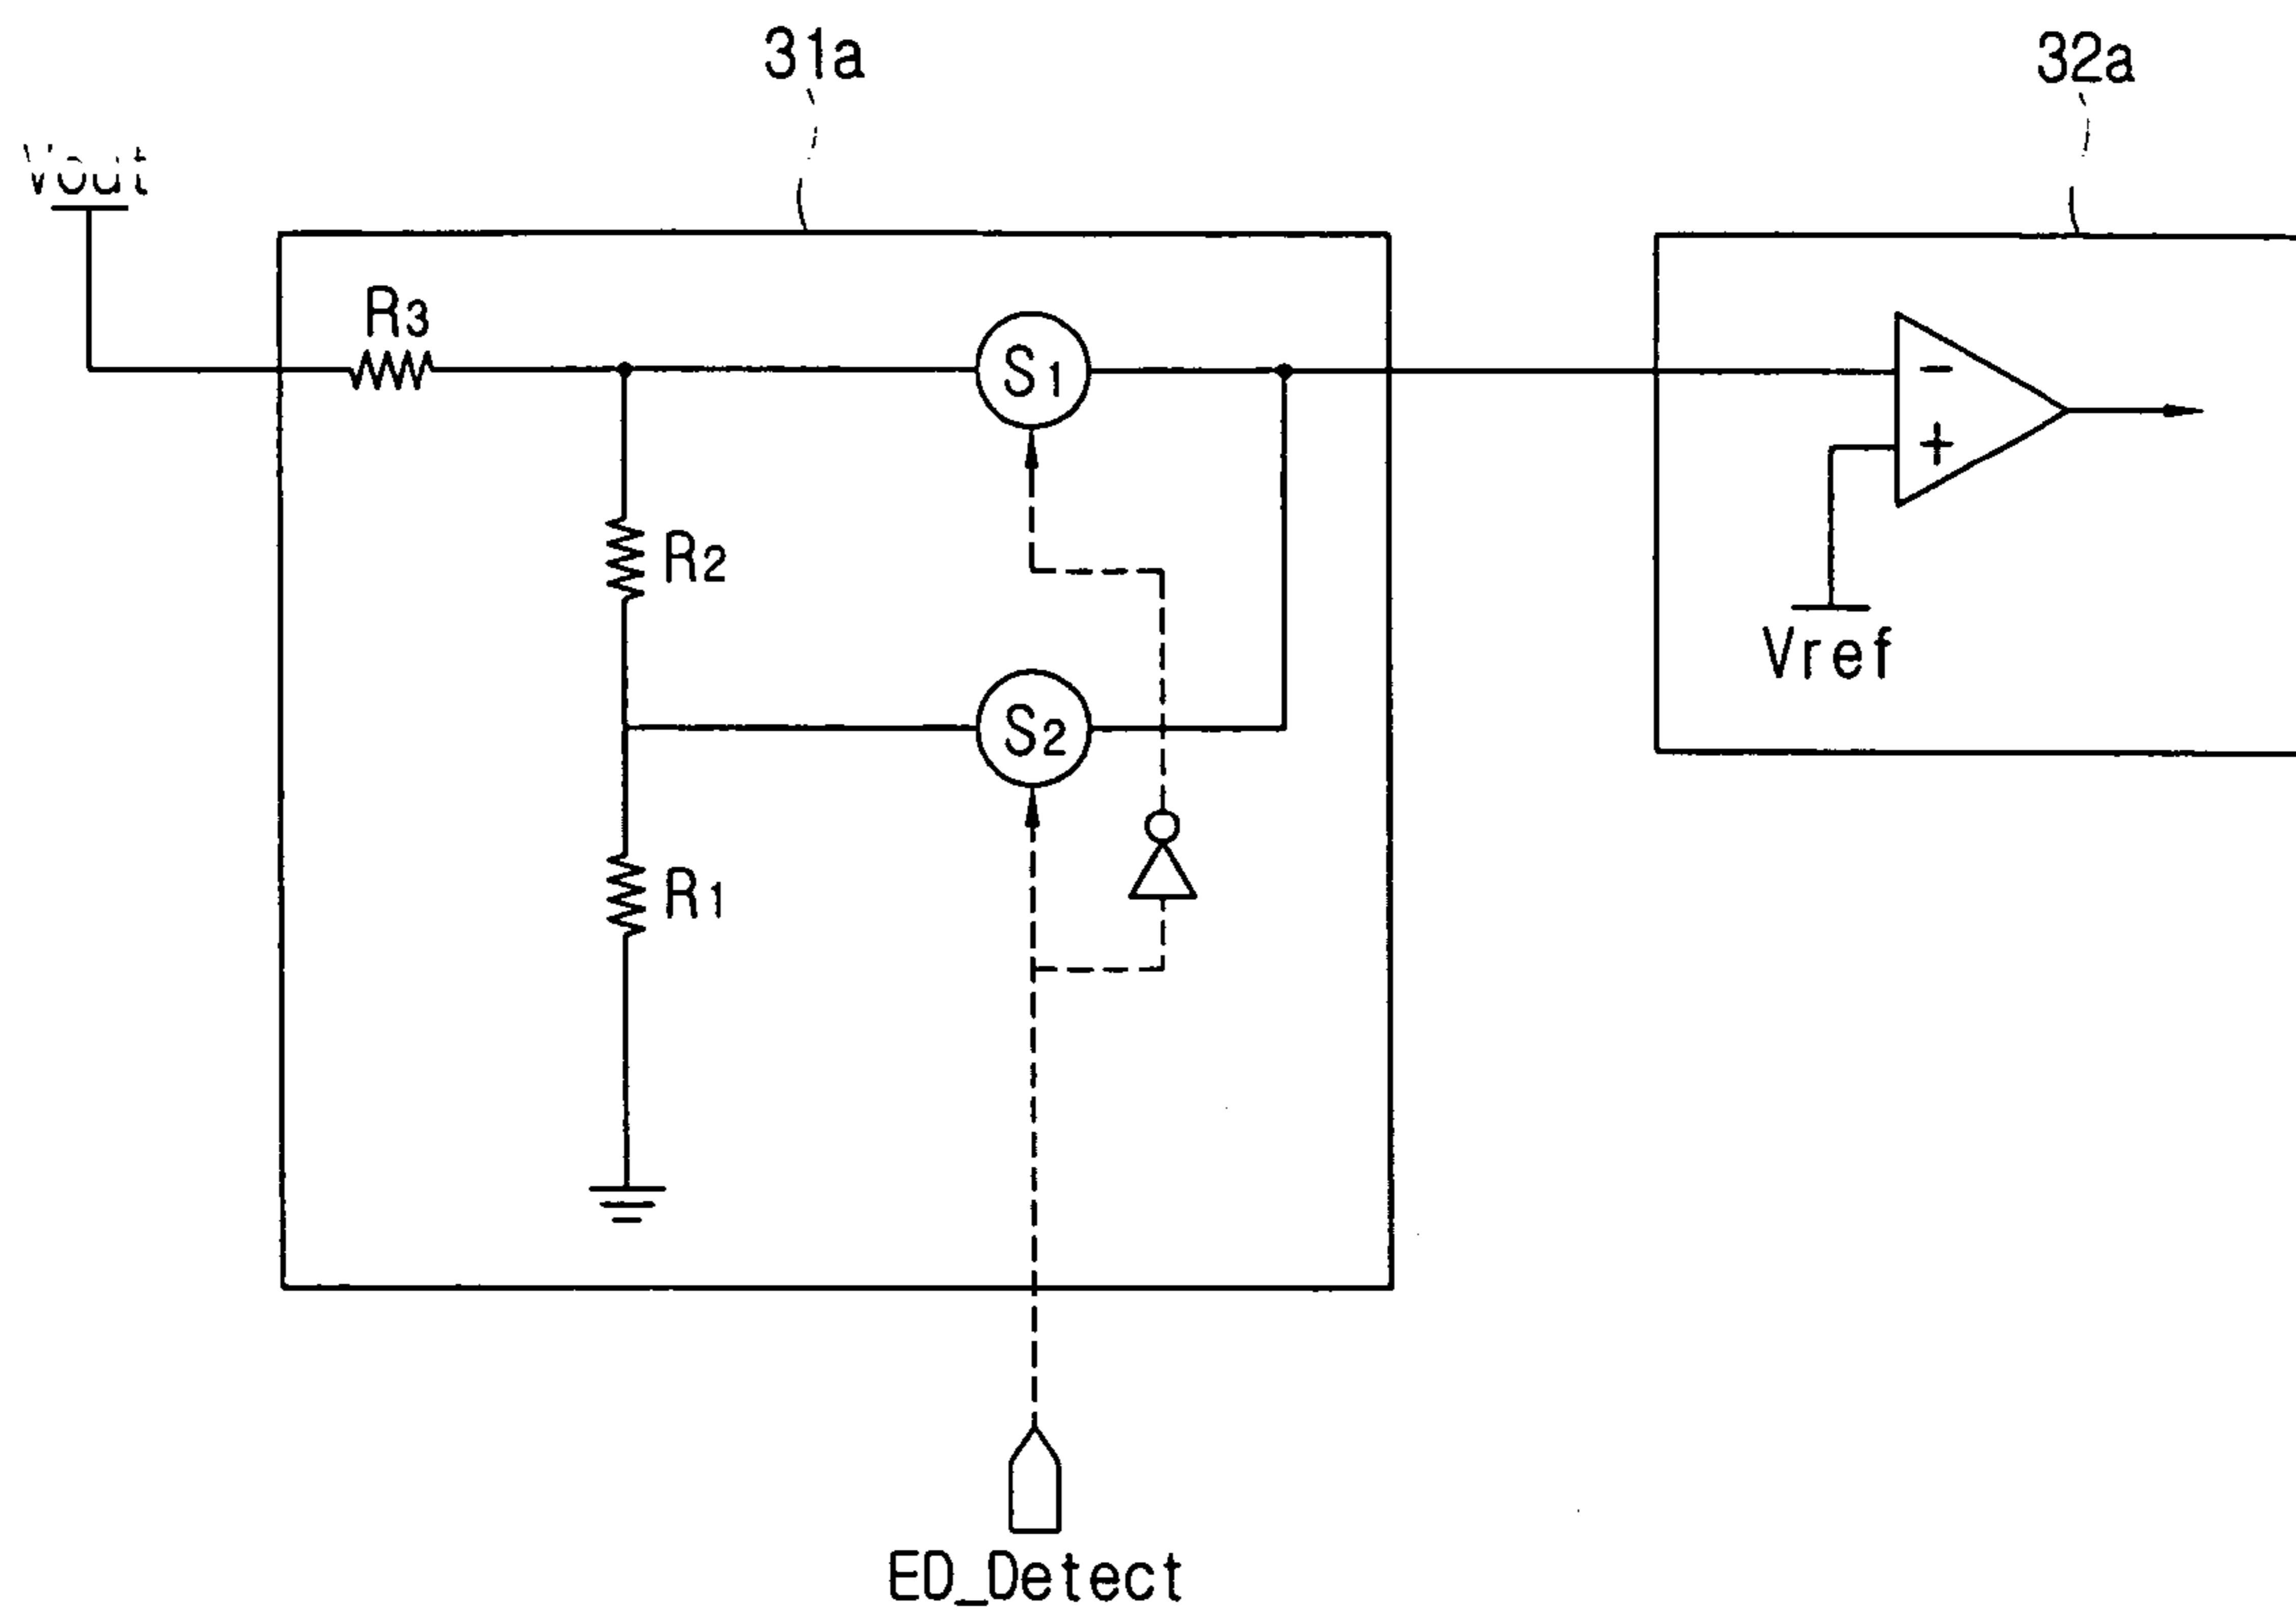 31a
32a
Vout
R3
S1
-
+
R2
Vref
S2
R1
ED_Detect